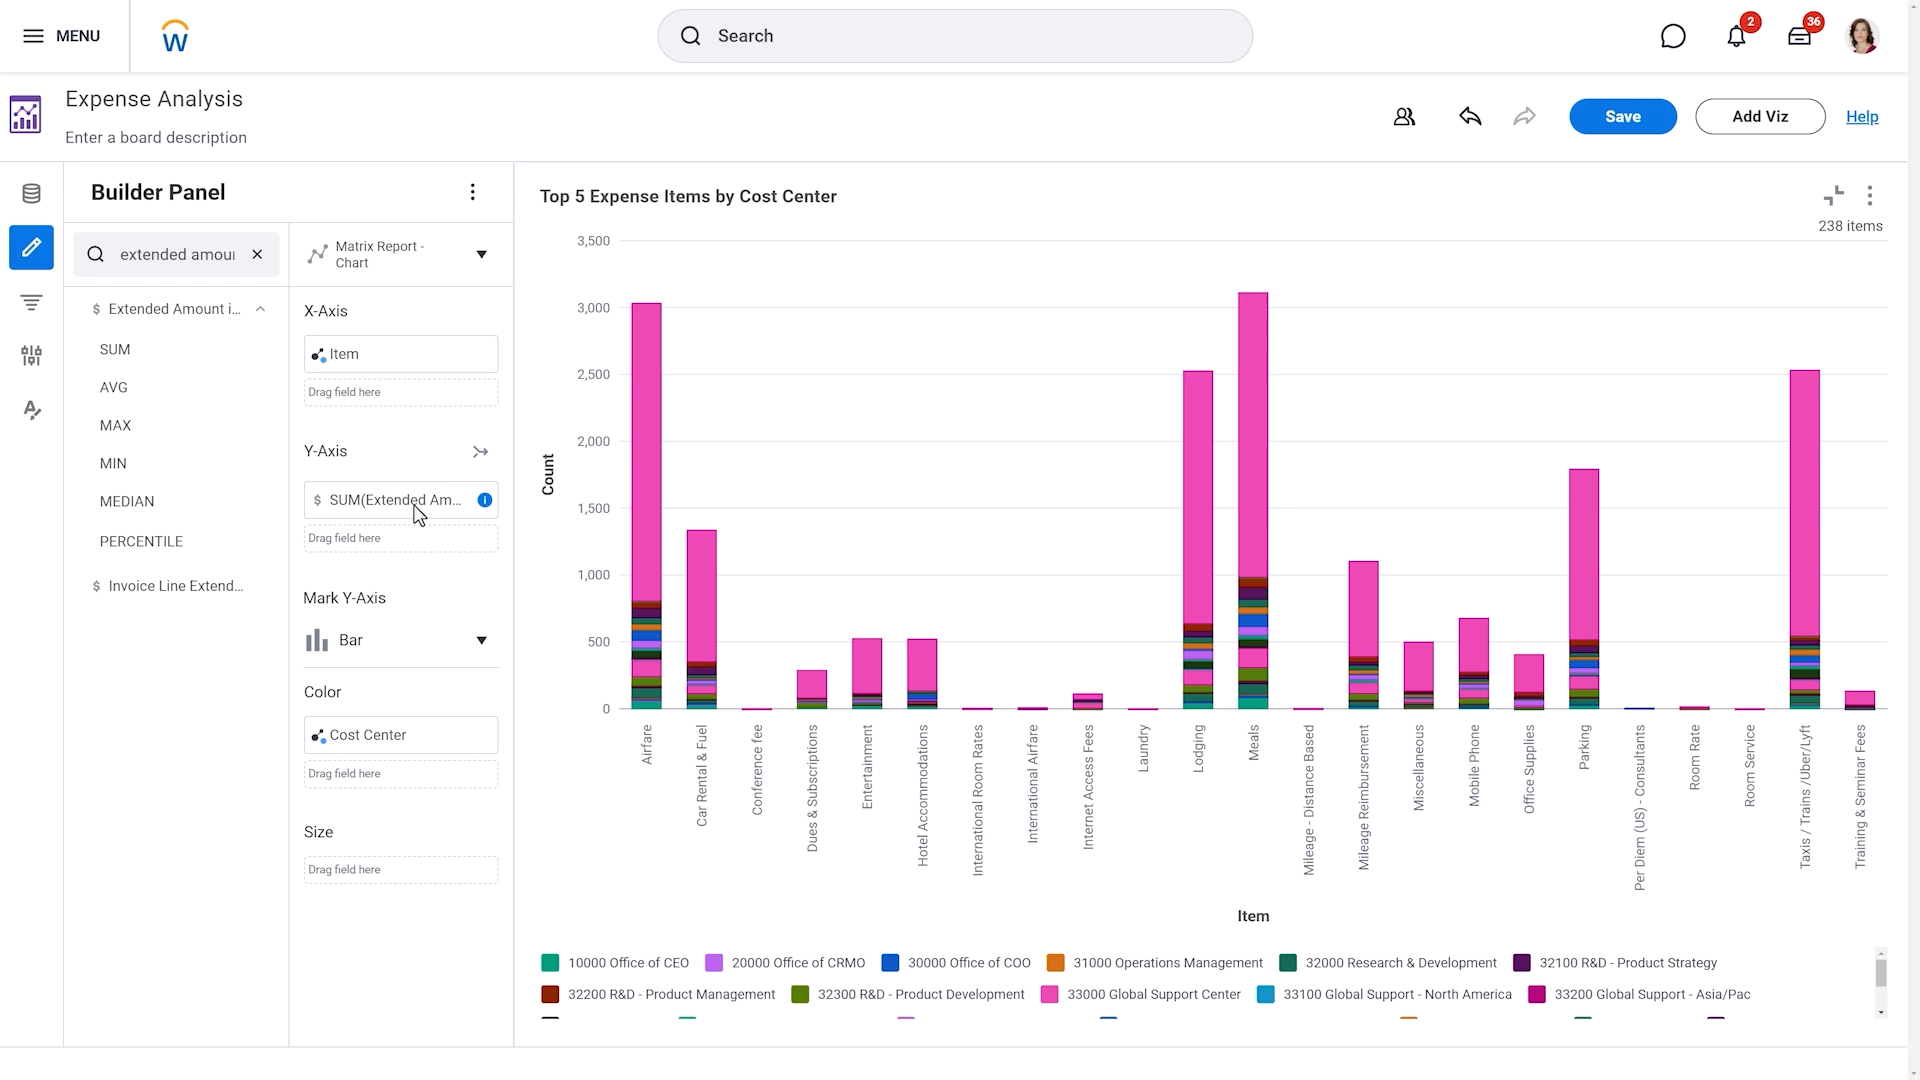 MENU
W
Search
2
36
Expense Analysis
Enter a board description
Save
Add Viz
Help
Builder Panel
extended amour
Matrix Report -
Chart
$ Extended Amount i...
SUM
AVG
MAX
MIN
MEDIAN
PERCENTILE
$ Invoice Line Extend...
X-Axis
Item
Drag field here
Y-Axis
$ SUM(Extended Am... i
Drag field here
Mark Y-Axis
Bar
Color
Cost Center
Drag field here
Size
Drag field here
Top 5 Expense Items by Cost Center
238 items
3,500
3,000
2,500
2,000
1,500
1,000
500
0
Count
Airfare
Car Rental & Fuel
Conference fee
Dues & Subscriptions
Entertainment
Hotel Accommodations
International Room Rates
International Airfare
Internet Access Fees
Laundry
Lodging
Meals
Mileage - Distance Based
Mileage Reimbursement
Miscellaneous
Mobile Phone
Office Supplies
Parking
Per Diem (US) - Consultants
Room Rate
Room Service
Taxis / Trains /Uber/Lyft
Training & Seminar Fees
Item
10000 Office of CEO 20000 Office of CRMO 30000 Office of COO 31000 Operations Management 32000 Research & Development 32100 R&D - Product Strategy
32200 R&D - Product Management 32300 R&D - Product Development 33000 Global Support Center 33100 Global Support - North America 33200 Global Support - Asia/Pac